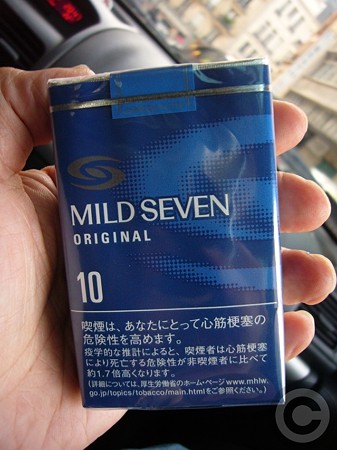 MILD SEVEN
ORIGINAL
10
喫煙は、あなたにとって心筋梗塞の
危険性を高めます。
疫学的な推計によると、喫煙者は心筋梗塞
により死亡する危険性が非喫煙者に比べて
約1.7倍高くなります。
(詳細については、厚生労働省のホーム・ページ www.mhlw.
go.jp/topics/tobacco/main.htmlをご参照ください。)
©